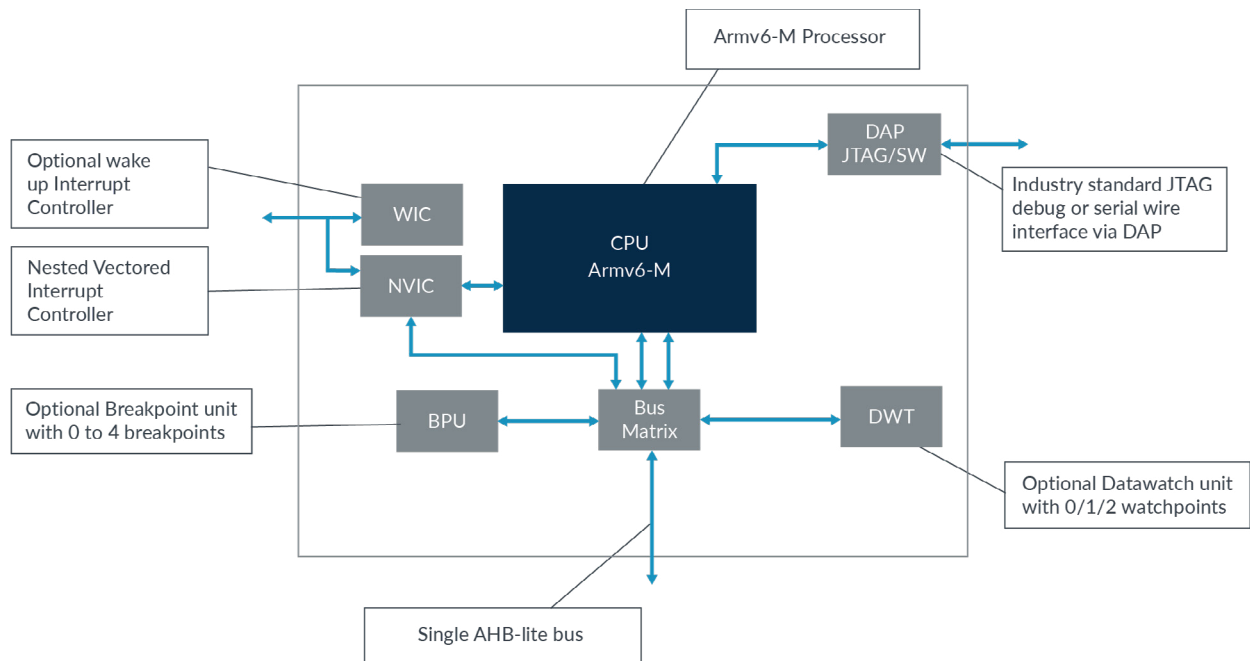 Armv6-M Processor
DAP
JTAG/SW
Optional wake
up Interrupt
Controller
Industry standard JTAG
debug or serial wire
interface via DAP
WIC
CPU
Armv6-M
Nested Vectored
Interrupt
Controller
NVIC
Optional Breakpoint unit
with 0 to 4 breakpoints
BPU
Bus
Matrix
DWT
Optional Datawatch unit
with 0/1/2 watchpoints
Single AHB-lite bus